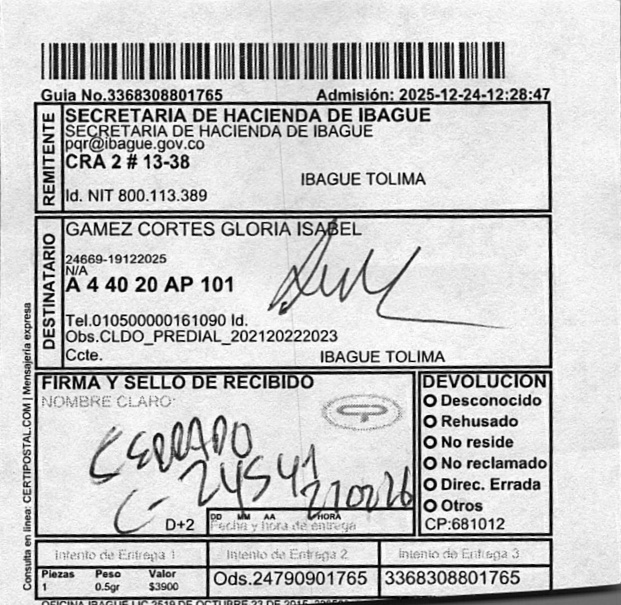 Guia No.3368308801765 Admisión: 2025-12-24-12:28:47
REMITENTE
SECRETARIA DE HACIENDA DE IBAGUE
SECRETARIA DE HACIENDA DE IBAGUE
pqr@ibague.gov.co
CRA 2 # 13-38
IBAGUE TOLIMA
Id. NIT 800.113.389
DESTINATARIO
GAMEZ CORTES GLORIA ISABEL
24669-19122025
N/A
A 4 40 20 AP 101
Tel.010500000161090 Id.
Obs.CLDO_PREDIAL_202120222023
Ccte. IBAGUE TOLIMA
FIRMA Y SELLO DE RECIBIDO
NOMBRE CLARO:
CERRADO
C-24541
D+2
DD MM AA HORA
Fecha y hora de entrega
DEVOLUCION
Desconocido
Rehusado
No reside
No reclamado
Direc. Errada
Otros
CP:681012
Intento de Entrega 1 Intento de Entrega 2 Intento de Entrega 3
Piezas Peso Valor
1 0.5gr $3900
Ods.24790901765 3368308801765
Consulta en linea: CERTIPOSTAL.COM | Mensajería expresa